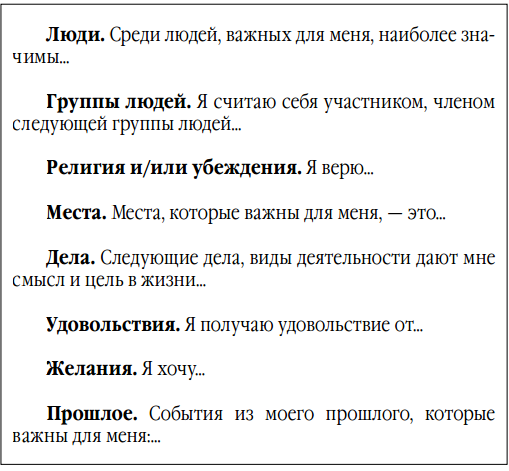 Люди. Среди людей, важных для меня, наиболее зна-
чимы...
Группы людей. Я считаю себя участником, членом
следующей группы людей...
Религия и/или убеждения. Я верю...
Места. Места, которые важны для меня, — это...
Дела. Следующие дела, виды деятельности дают мне
смысл и цель в жизни...
Удовольствия. Я получаю удовольствие от...
Желания. Я хочу...
Прошлое. События из моего прошлого, которые
важны для меня:...